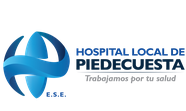 HOSPITAL LOCAL DE
PIEDECUESTA
Trabajamos por tu salud
E.S.E.